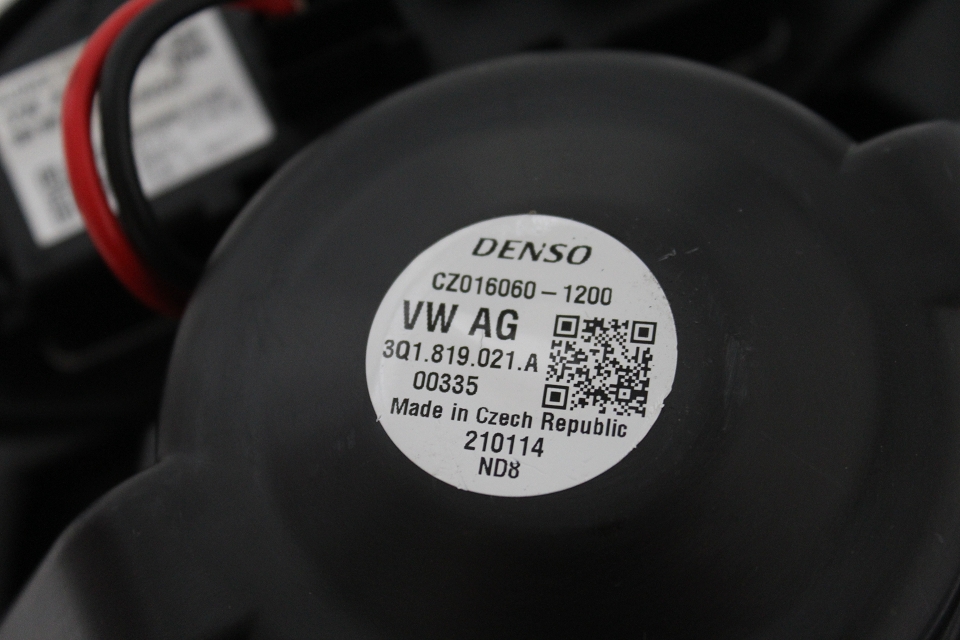 DENSO
CZ016060-1200
VW AG
3Q1.819.021.A
00335
Made in Czech Republic
210114
ND8